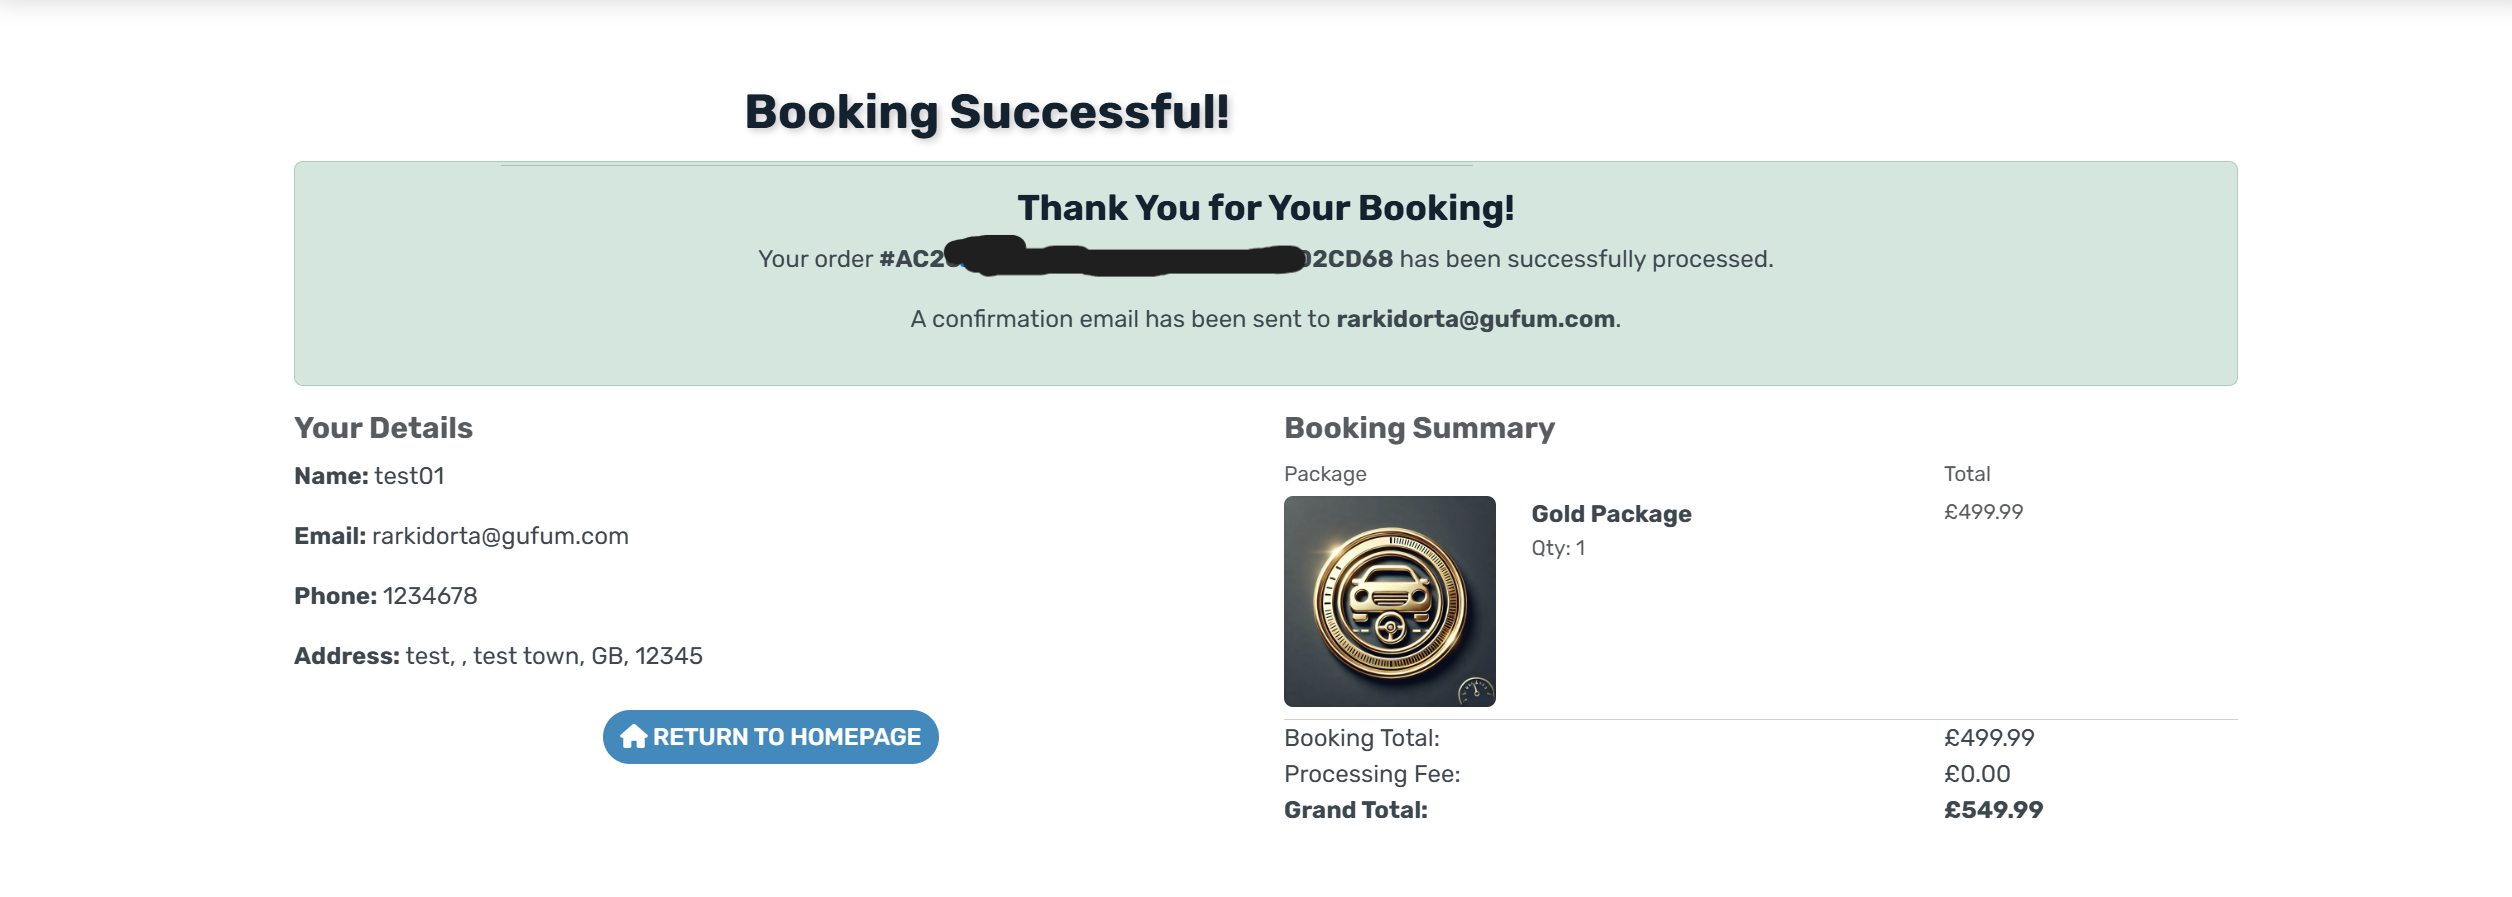 Booking Successful!
Thank You for Your Booking!
Your order #AC2 02CD68 has been successfully processed.
A confirmation email has been sent to rarkidorta@gufum.com.
Your Details
Name: test01
Email: rarkidorta@gufum.com
Phone: 1234678
Address: test, , test town, GB, 12345
RETURN TO HOMEPAGE
Booking Summary
Package Total
Gold Package £499.99
Qty: 1
Booking Total: £499.99
Processing Fee: £0.00
Grand Total: £549.99